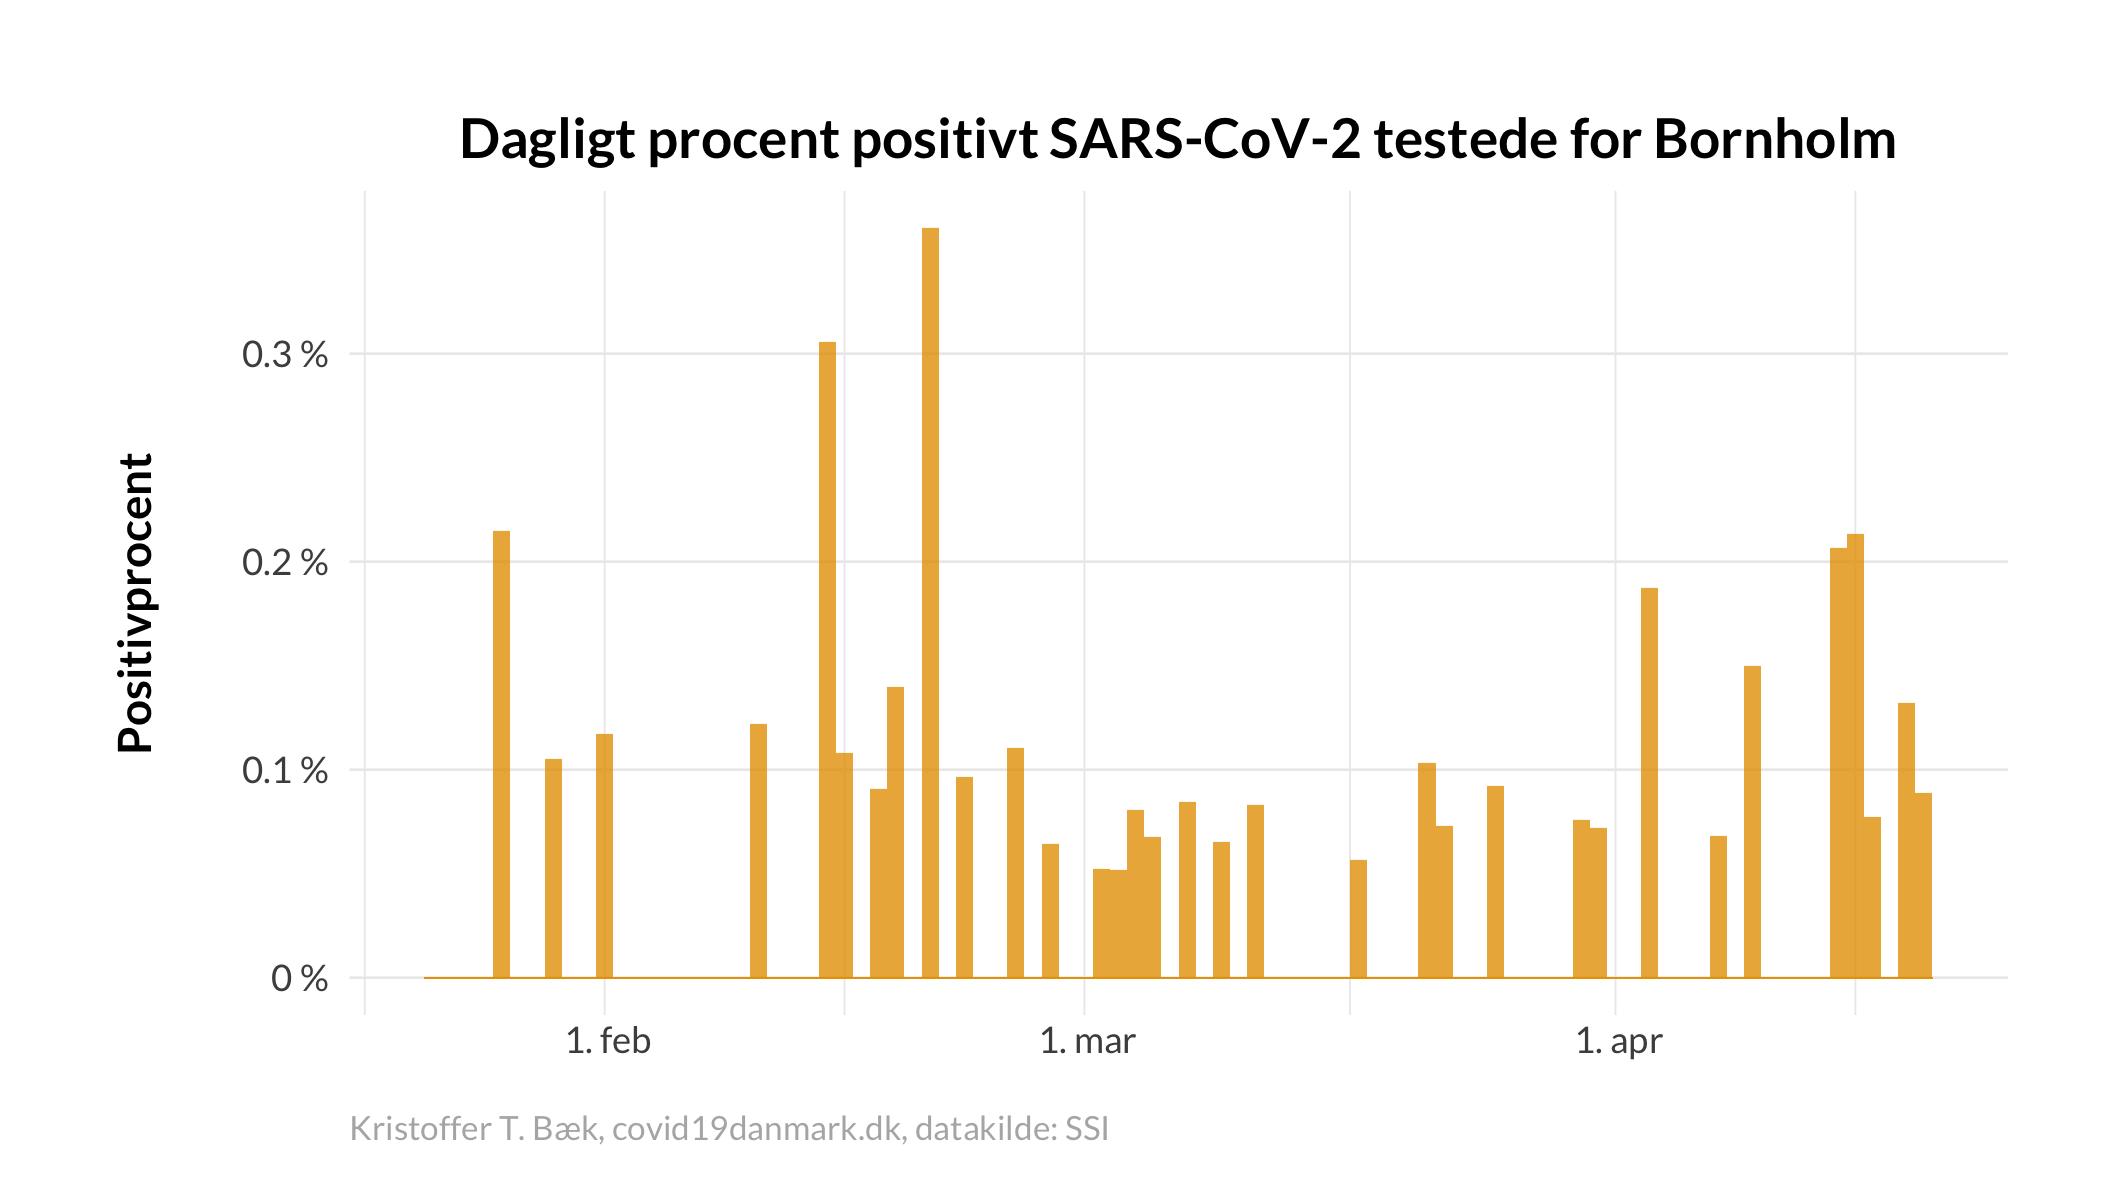 Dagligt procent positivt SARS-CoV-2 testede for Bornholm
Positivprocent
0.3 %
0.2 %
0.1 %
0 %
1. feb
1. mar
1. apr
Kristoffer T. Bæk, covid19danmark.dk, datakilde: SSI